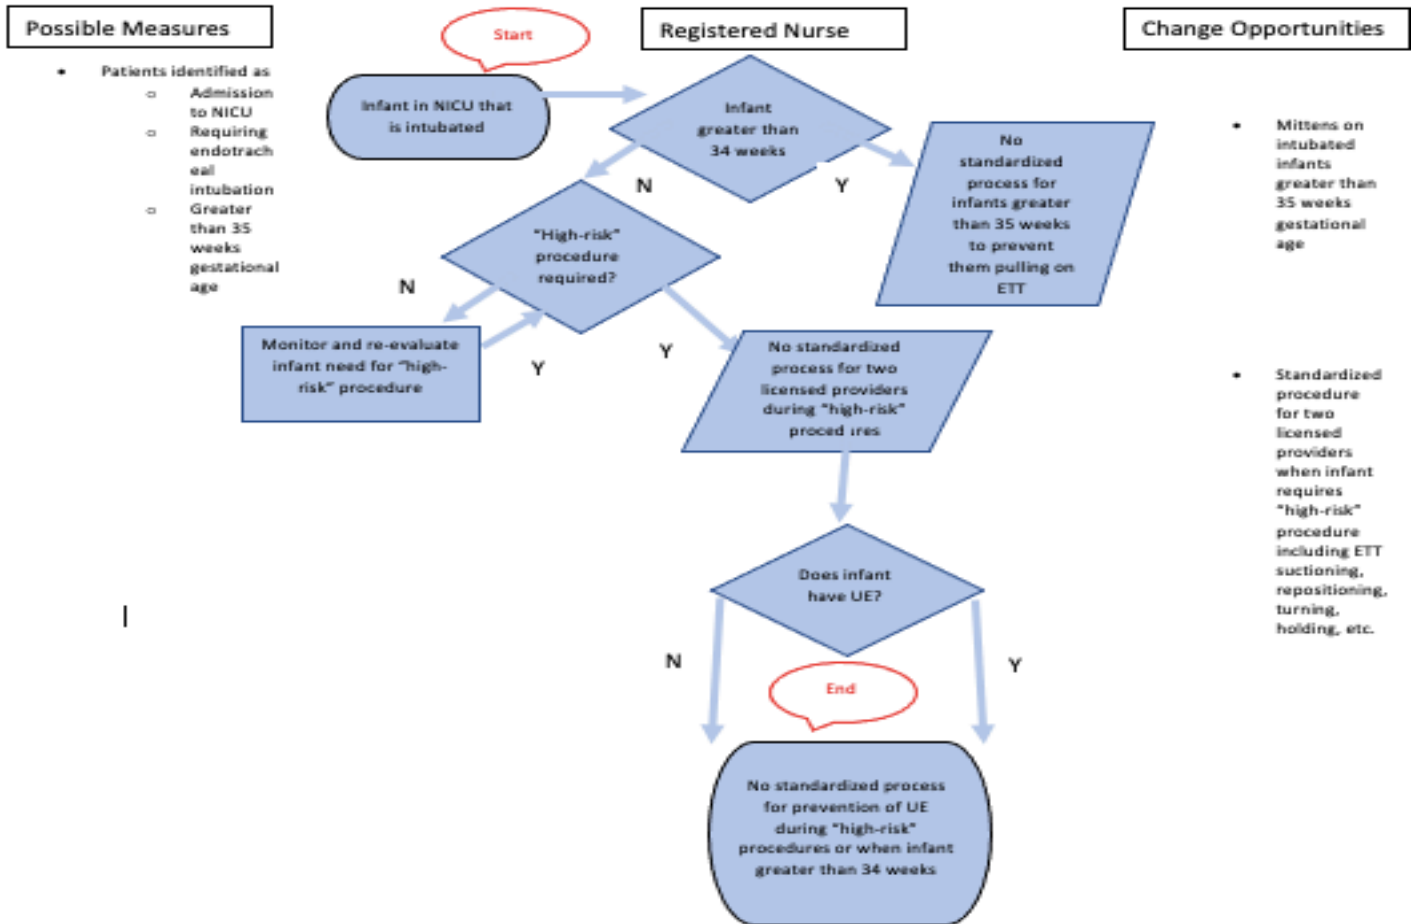 Possible Measures
• Patients identified as
o Admission
to NICU
o Requiring
endotrach
eal
intubation
o Greater
than 35
weeks
gestational
age
Start
Registered Nurse
Infant in NICU that
is intubated
Infant
greater than
34 weeks
N
Y
No
standardized
process for
infants greater
than 35 weeks
to prevent
them pulling on
ETT
"High-risk"
procedure
required?
N
Y
Y
Monitor and re-evaluate
infant need for "high-
risk" procedure
No standardized
process for two
licensed providers
during "high-risk"
procedures
Does infant
have UE?
N
Y
End
No standardized process
for prevention of UE
during "high-risk"
procedures or when infant
greater than 34 weeks
Change Opportunities
• Mittens on
intubated
infants
greater than
35 weeks
gestational
age
• Standardized
procedure
for two
licensed
providers
when infant
requires
"high-risk"
procedure
including ETT
suctioning,
repositioning,
turning,
holding, etc.